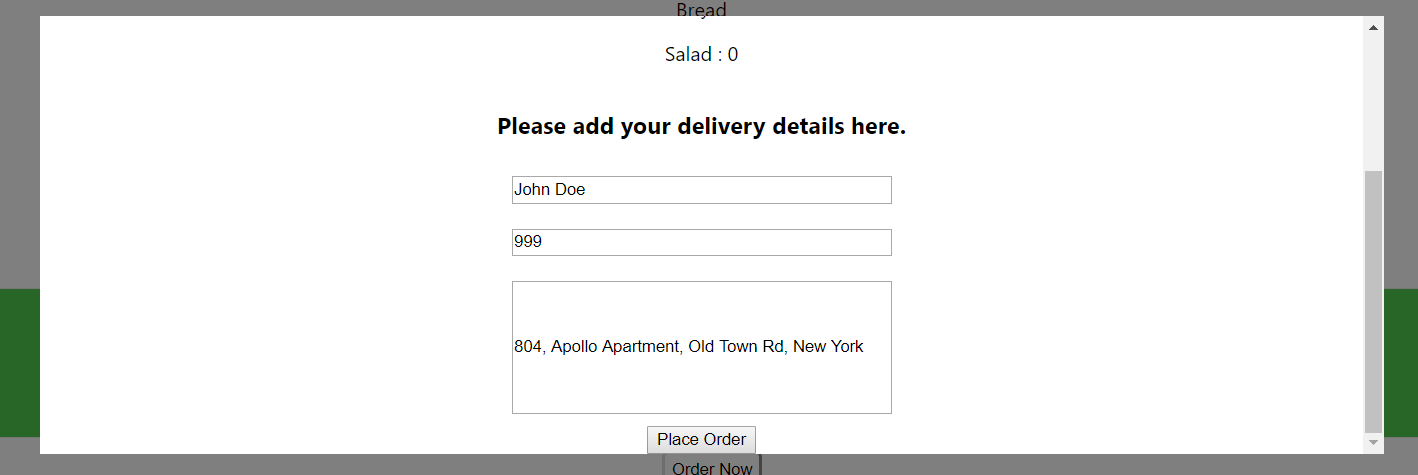 Bread
Salad : 0
Please add your delivery details here.
John Doe
999
804, Apollo Apartment, Old Town Rd, New York
Place Order
Order Now